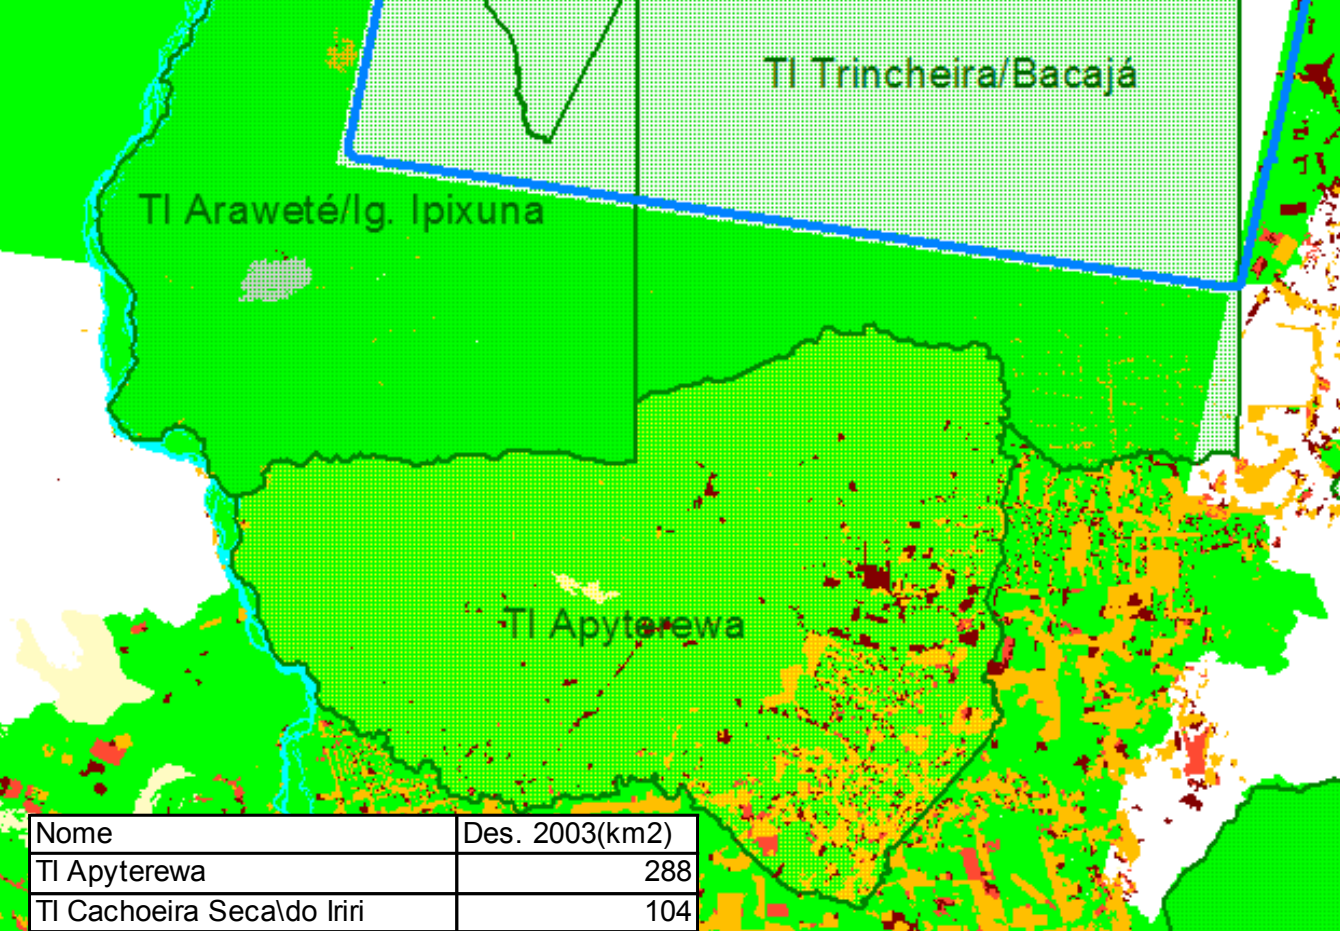 TI Trincheira/Bacajá
TI Araweté/Ig. Ipixuna
TI Apyterewa
Nome Des. 2003(km2)
TI Apyterewa 288
TI Cachoeira Seca\do Iriri 104